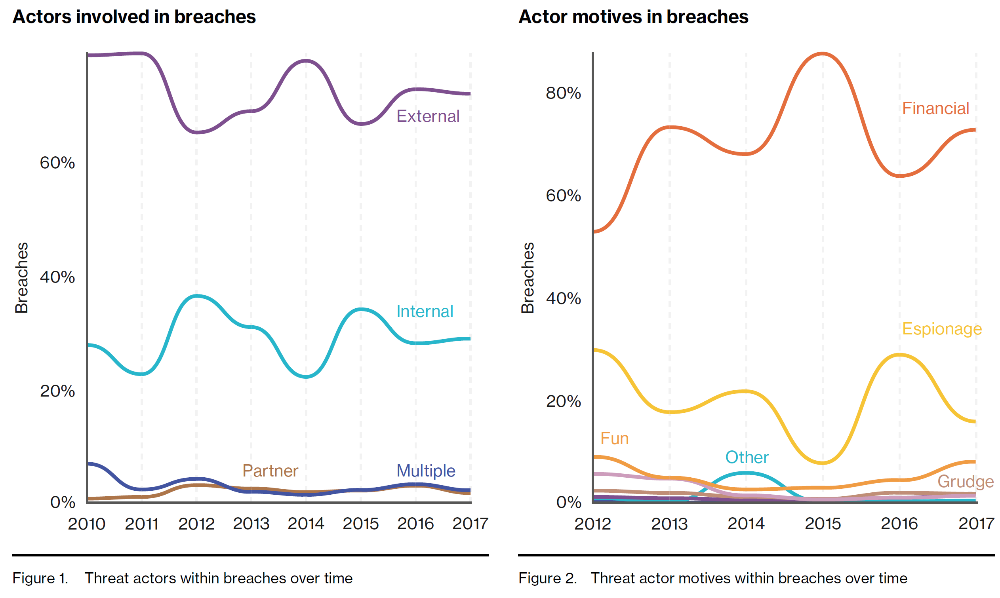 Actors involved in breaches
Breaches
60%
40%
20%
0%
External
Internal
Partner
Multiple
2010 2011 2012 2013 2014 2015 2016 2017
Figure 1. Threat actors within breaches over time
Actor motives in breaches
Breaches
80%
60%
40%
20%
0%
Financial
Espionage
Fun
Other
Grudge
2012 2013 2014 2015 2016 2017
Figure 2. Threat actor motives within breaches over time